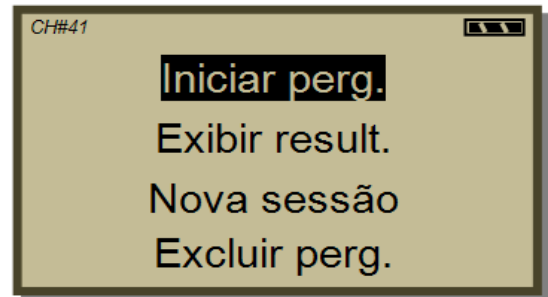 CH#41
Iniciar perg.
Exibir result.
Nova sessão
Excluir perg.